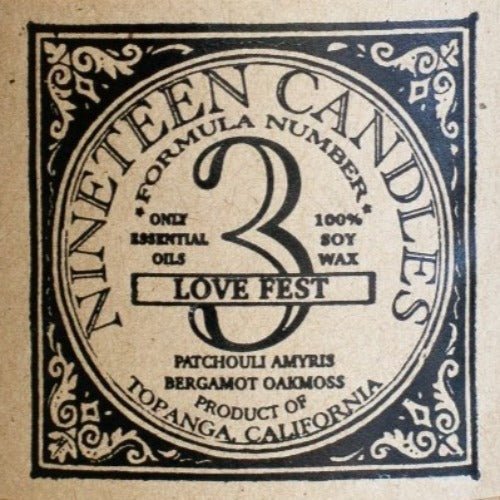 NINETEEN CANDLES
*FORMULA NUMBER*
3
ONLY
ESSENTIAL
OILS
100%
SOY
WAX
LOVE FEST
PATCHOULI AMYRIS
BERGAMOT OAKMOSS
PRODUCT OF
TOPANGA, CALIFORNIA